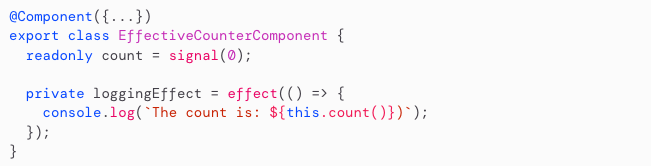 @Component({...})
export class EffectiveCounterComponent {
  readonly count = signal(0);

  private loggingEffect = effect(() => {
    console.log(`The count is: ${this.count()})`);
  });
}